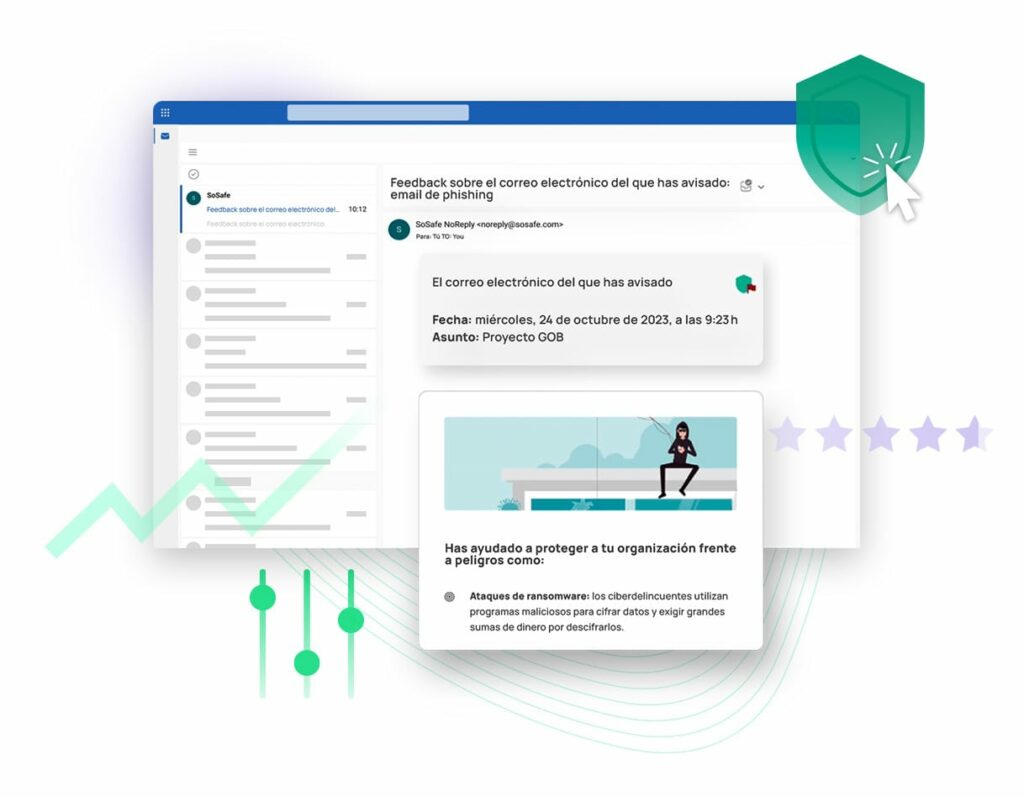 SoSafe
Feedback sobre el correo electrónico del...
10:12
Feedback sobre el correo electrónico
Feedback sobre el correo electrónico del que has avisado:
email de phishing
S
S
SoSafe NoReply <noreply@sosafe.com>
Para: Tú TO: You
El correo electrónico del que has avisado
Fecha: miércoles, 24 de octubre de 2023, a las 9:23 h
Asunto: Proyecto GOB
Has ayudado a proteger a tu organización frente
a peligros como:
Ataques de ransomware: los ciberdelincuentes utilizan
programas maliciosos para cifrar datos y exigir grandes
sumas de dinero por descifrarlos.